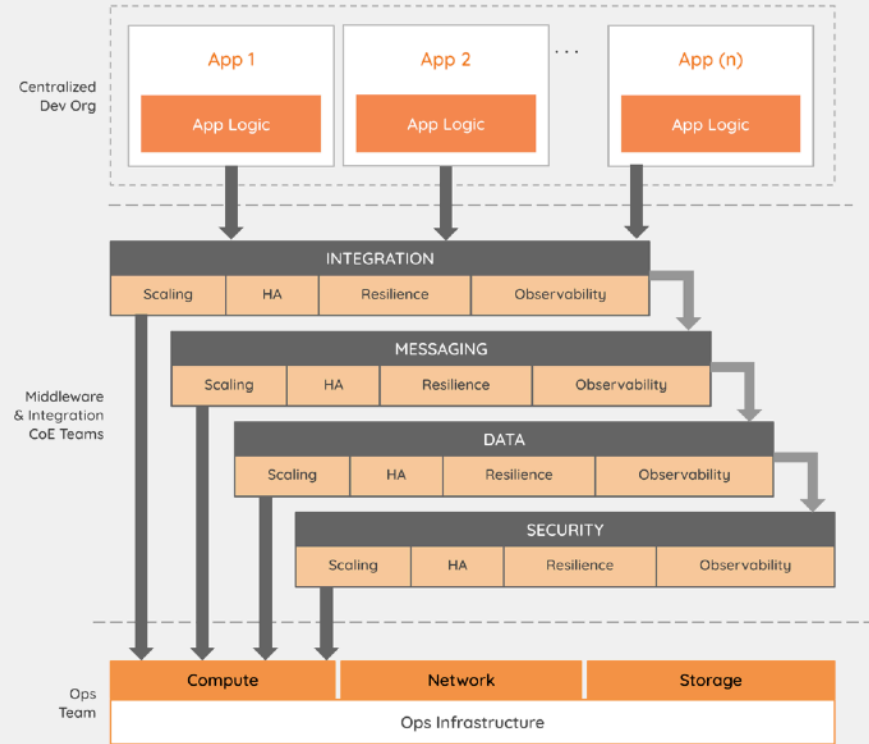 Centralized
Dev Org
App 1
App 2
...
App (n)
App Logic
App Logic
App Logic
Middleware
& Integration
CoE Teams
INTEGRATION
Scaling
HA
Resilience
Observability
MESSAGING
Scaling
HA
Resilience
Observability
DATA
Scaling
HA
Resilience
Observability
SECURITY
Scaling
HA
Resilience
Observability
Ops
Team
Compute
Network
Storage
Ops Infrastructure